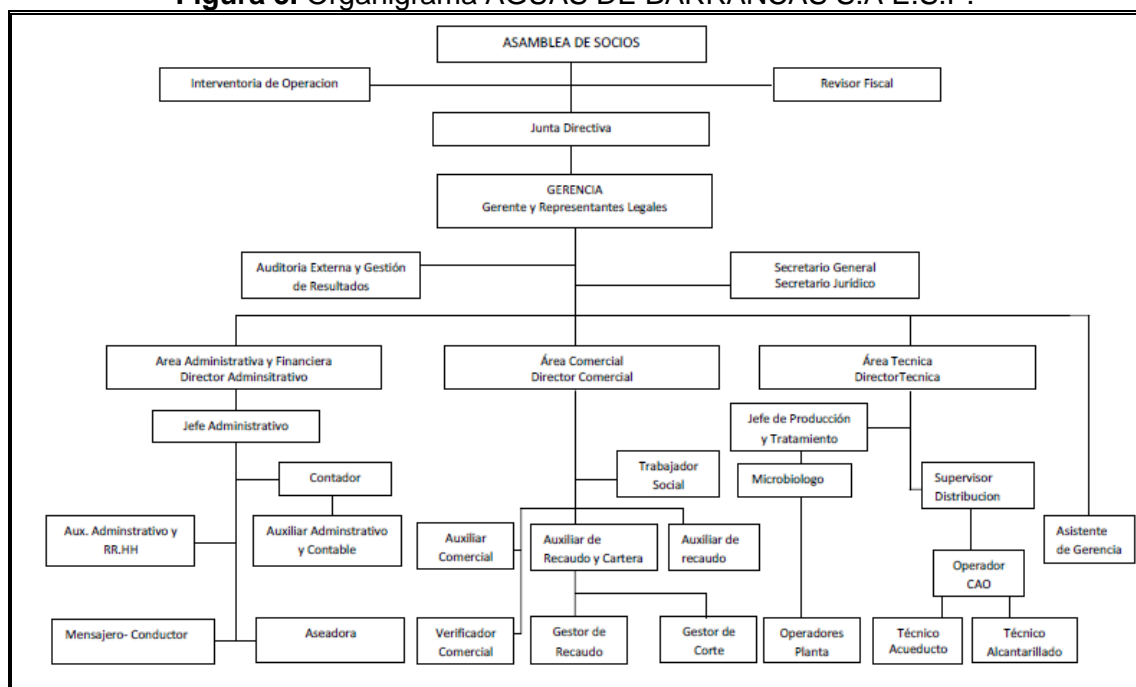 Figura 3. Organigrama AGUAS DE BARRANCAS S.A E.S.P.
ASAMBLEA DE SOCIOS
Interventoria de Operacion
Revisor Fiscal
Junta Directiva
GERENCIA
Gerente y Representantes Legales
Auditoria Externa y Gestión
de Resultados
Secretario General
Secretario Jurídico
Area Administrativa y Financiera
Director Adminsitrativo
Área Comercial
Director Comercial
Área Tecnica
DirectorTecnica
Jefe Administrativo
Jefe de Producción
y Tratamiento
Contador
Trabajador
Social
Microbiologo
Supervisor
Distribucion
Aux. Adminstrativo y
RR.HH
Auxiliar Adminstrativo
y Contable
Auxiliar
Comercial
Auxiliar de
Recaudo y Cartera
Auxiliar de
recaudo
Asistente
de Gerencia
Operador
CAO
Mensajero- Conductor
Aseadora
Verificador
Comercial
Gestor de
Recaudo
Gestor de
Corte
Operadores
Planta
Técnico
Acueducto
Técnico
Alcantarillado